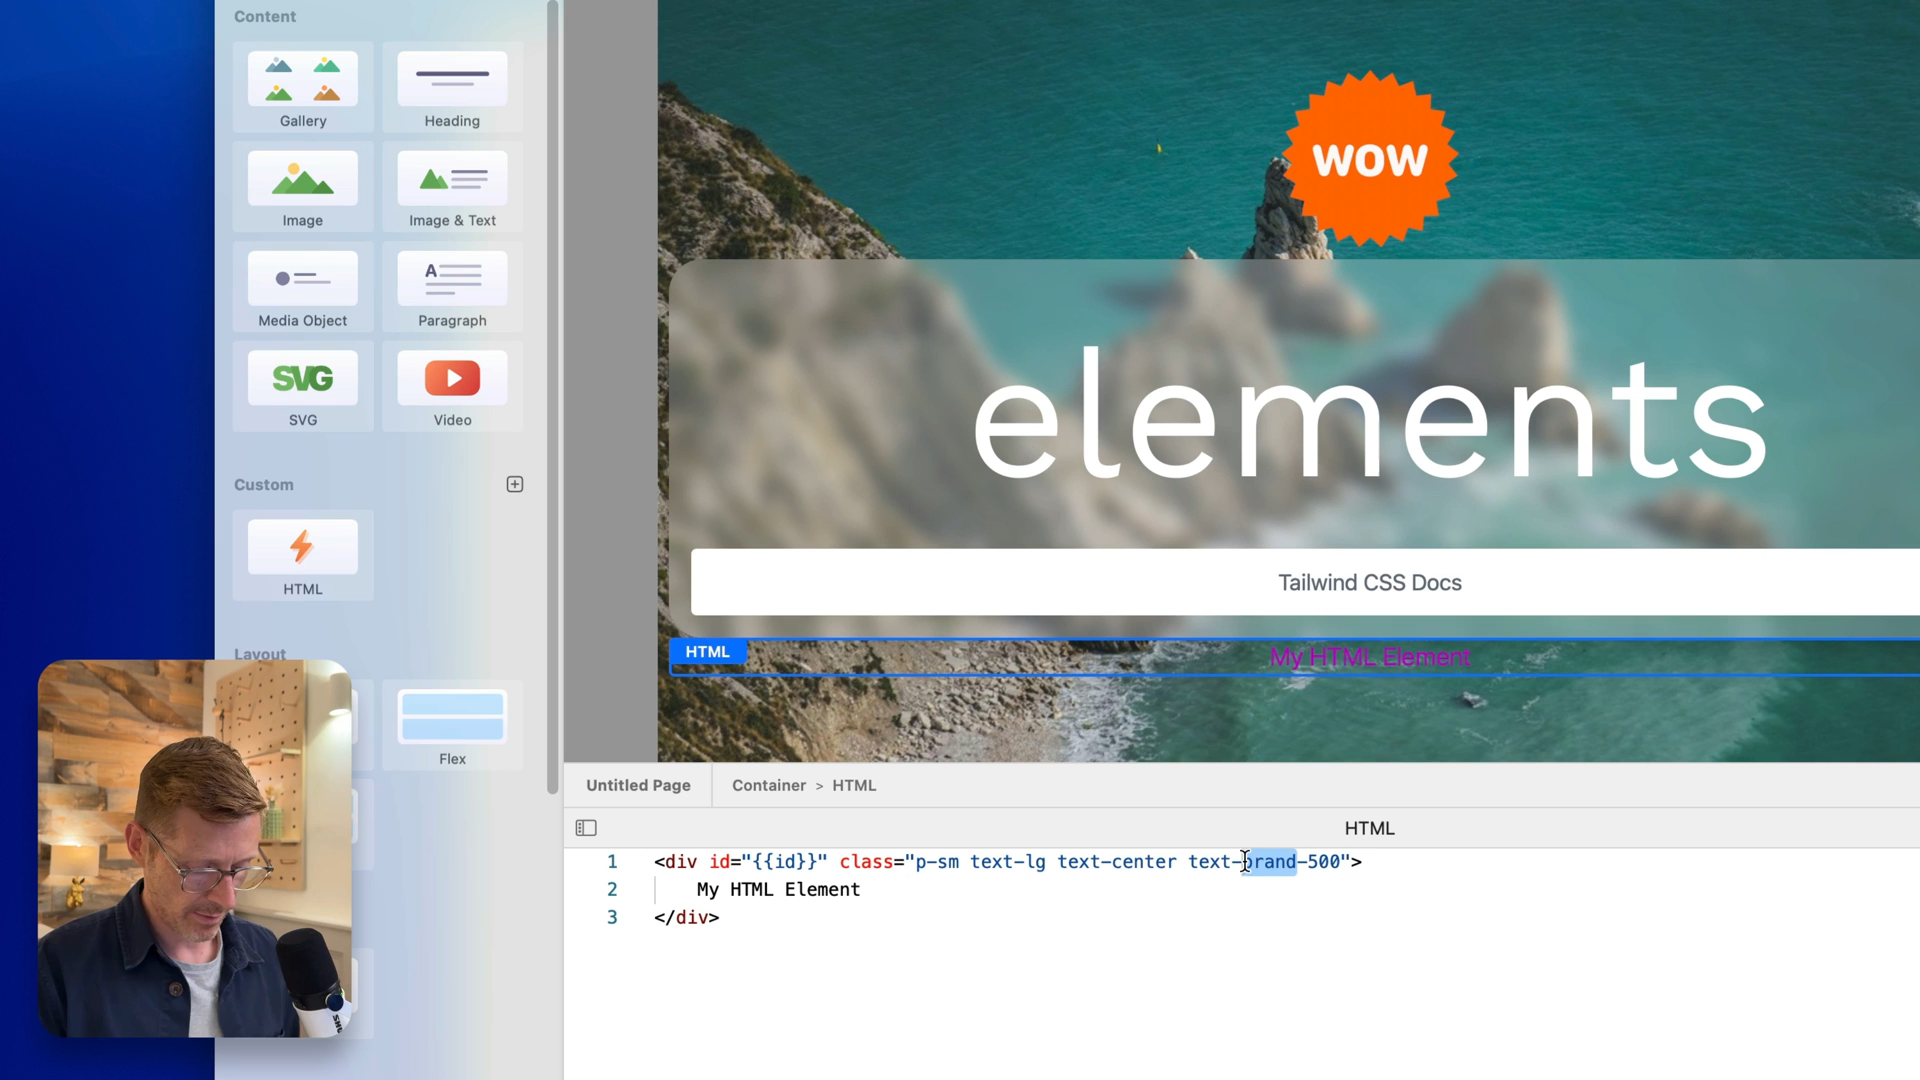 Content
Gallery
Heading
Image
Image & Text
Media Object
A
Paragraph
SVG
SVG
Video
Custom
HTML
Layout
Flex
WOW
elements
Tailwind CSS Docs
HTML
My HTML Element
Untitled Page
Container > HTML
HTML
1 <div id="{{id}}" class="p-sm text-lg text-center text-brand-500">
2 My HTML Element
3 </div>